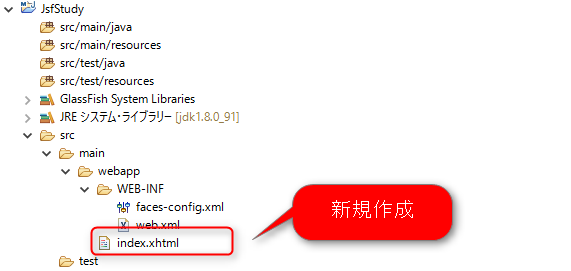 JsfStudy
src/main/java
src/main/resources
src/test/java
src/test/resources
GlassFish System Libraries
JRE システム・ライブラリー [jdk1.8.0_91]
src
main
webapp
WEB-INF
faces-config.xml
web.xml
index.xhtml
新規作成
test